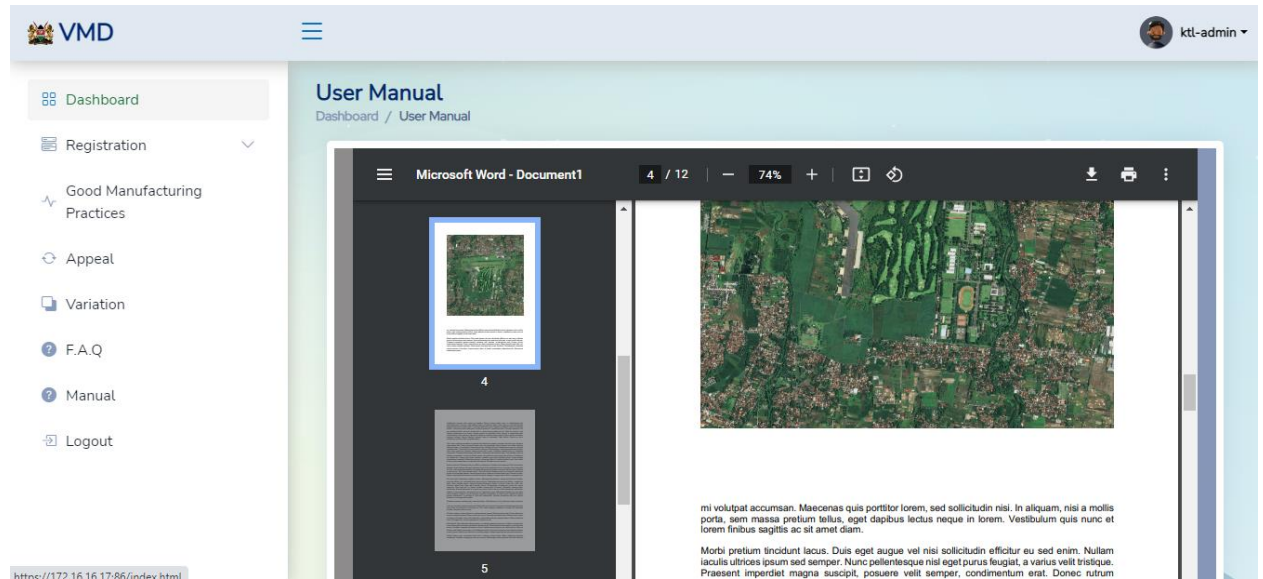 VMD
ktl-admin
Dashboard
Registration
Good Manufacturing
Practices
Appeal
Variation
F.A.Q
Manual
Logout
User Manual
Dashboard / User Manual
Microsoft Word - Document1
4 / 12
74%
4
5
mi volutpat accumsan. Maecenas quis porttitor lorem, sed sollicitudin nisi. In aliquam, nisi a mollis
porta, sem massa pretium tellus, eget dapibus lectus neque in lorem. Vestibulum quis nunc et
lorem finibus sagittis ac sit amet diam.
Morbi pretium tincidunt lacus. Duis eget augue vel nisi sollicitudin efficitur eu sed enim. Nullam
iaculis ultrices ipsum sed semper. Nunc pellentesque nisl eget purus feugiat, a varius velit tristique.
Praesent imperdiet magna suscipit, posuere velit semper, condimentum erat. Donec rutrum
https://172.16.16.17:86/index.html